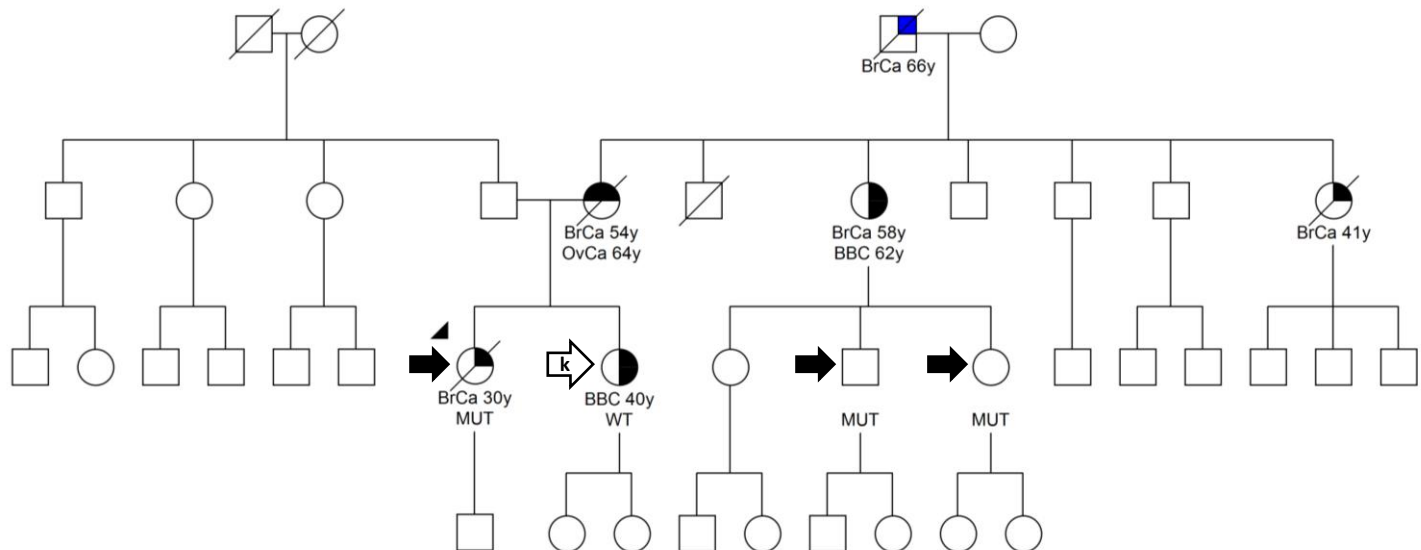 BrCa 66y
BrCa 54y
OvCa 64y
BrCa 58y
BBC 62y
BrCa 41y
k
BrCa 30y
MUT
BBC 40y
WT
MUT
MUT